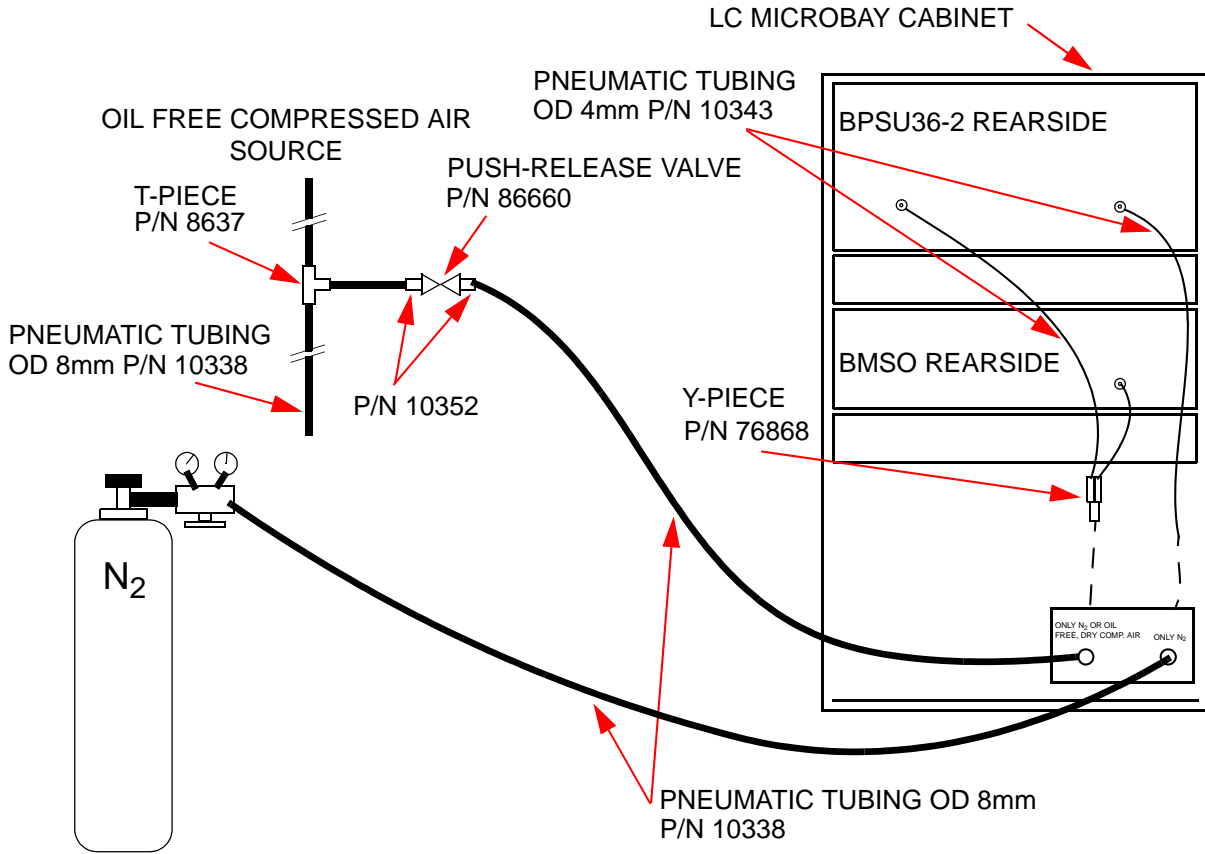 LC MICROBAY CABINET
PNEUMATIC TUBING
OD 4mm P/N 10343
OIL FREE COMPRESSED AIR
SOURCE
BPSU36-2 REARSIDE
PUSH-RELEASE VALVE
P/N 86660
T-PIECE
P/N 8637
PNEUMATIC TUBING
OD 8mm P/N 10338
P/N 10352
BMSO REARSIDE
Y-PIECE
P/N 76868
N2
ONLY N2 OR OIL
FREE, DRY COMP. AIR
ONLY N2
PNEUMATIC TUBING OD 8mm
P/N 10338